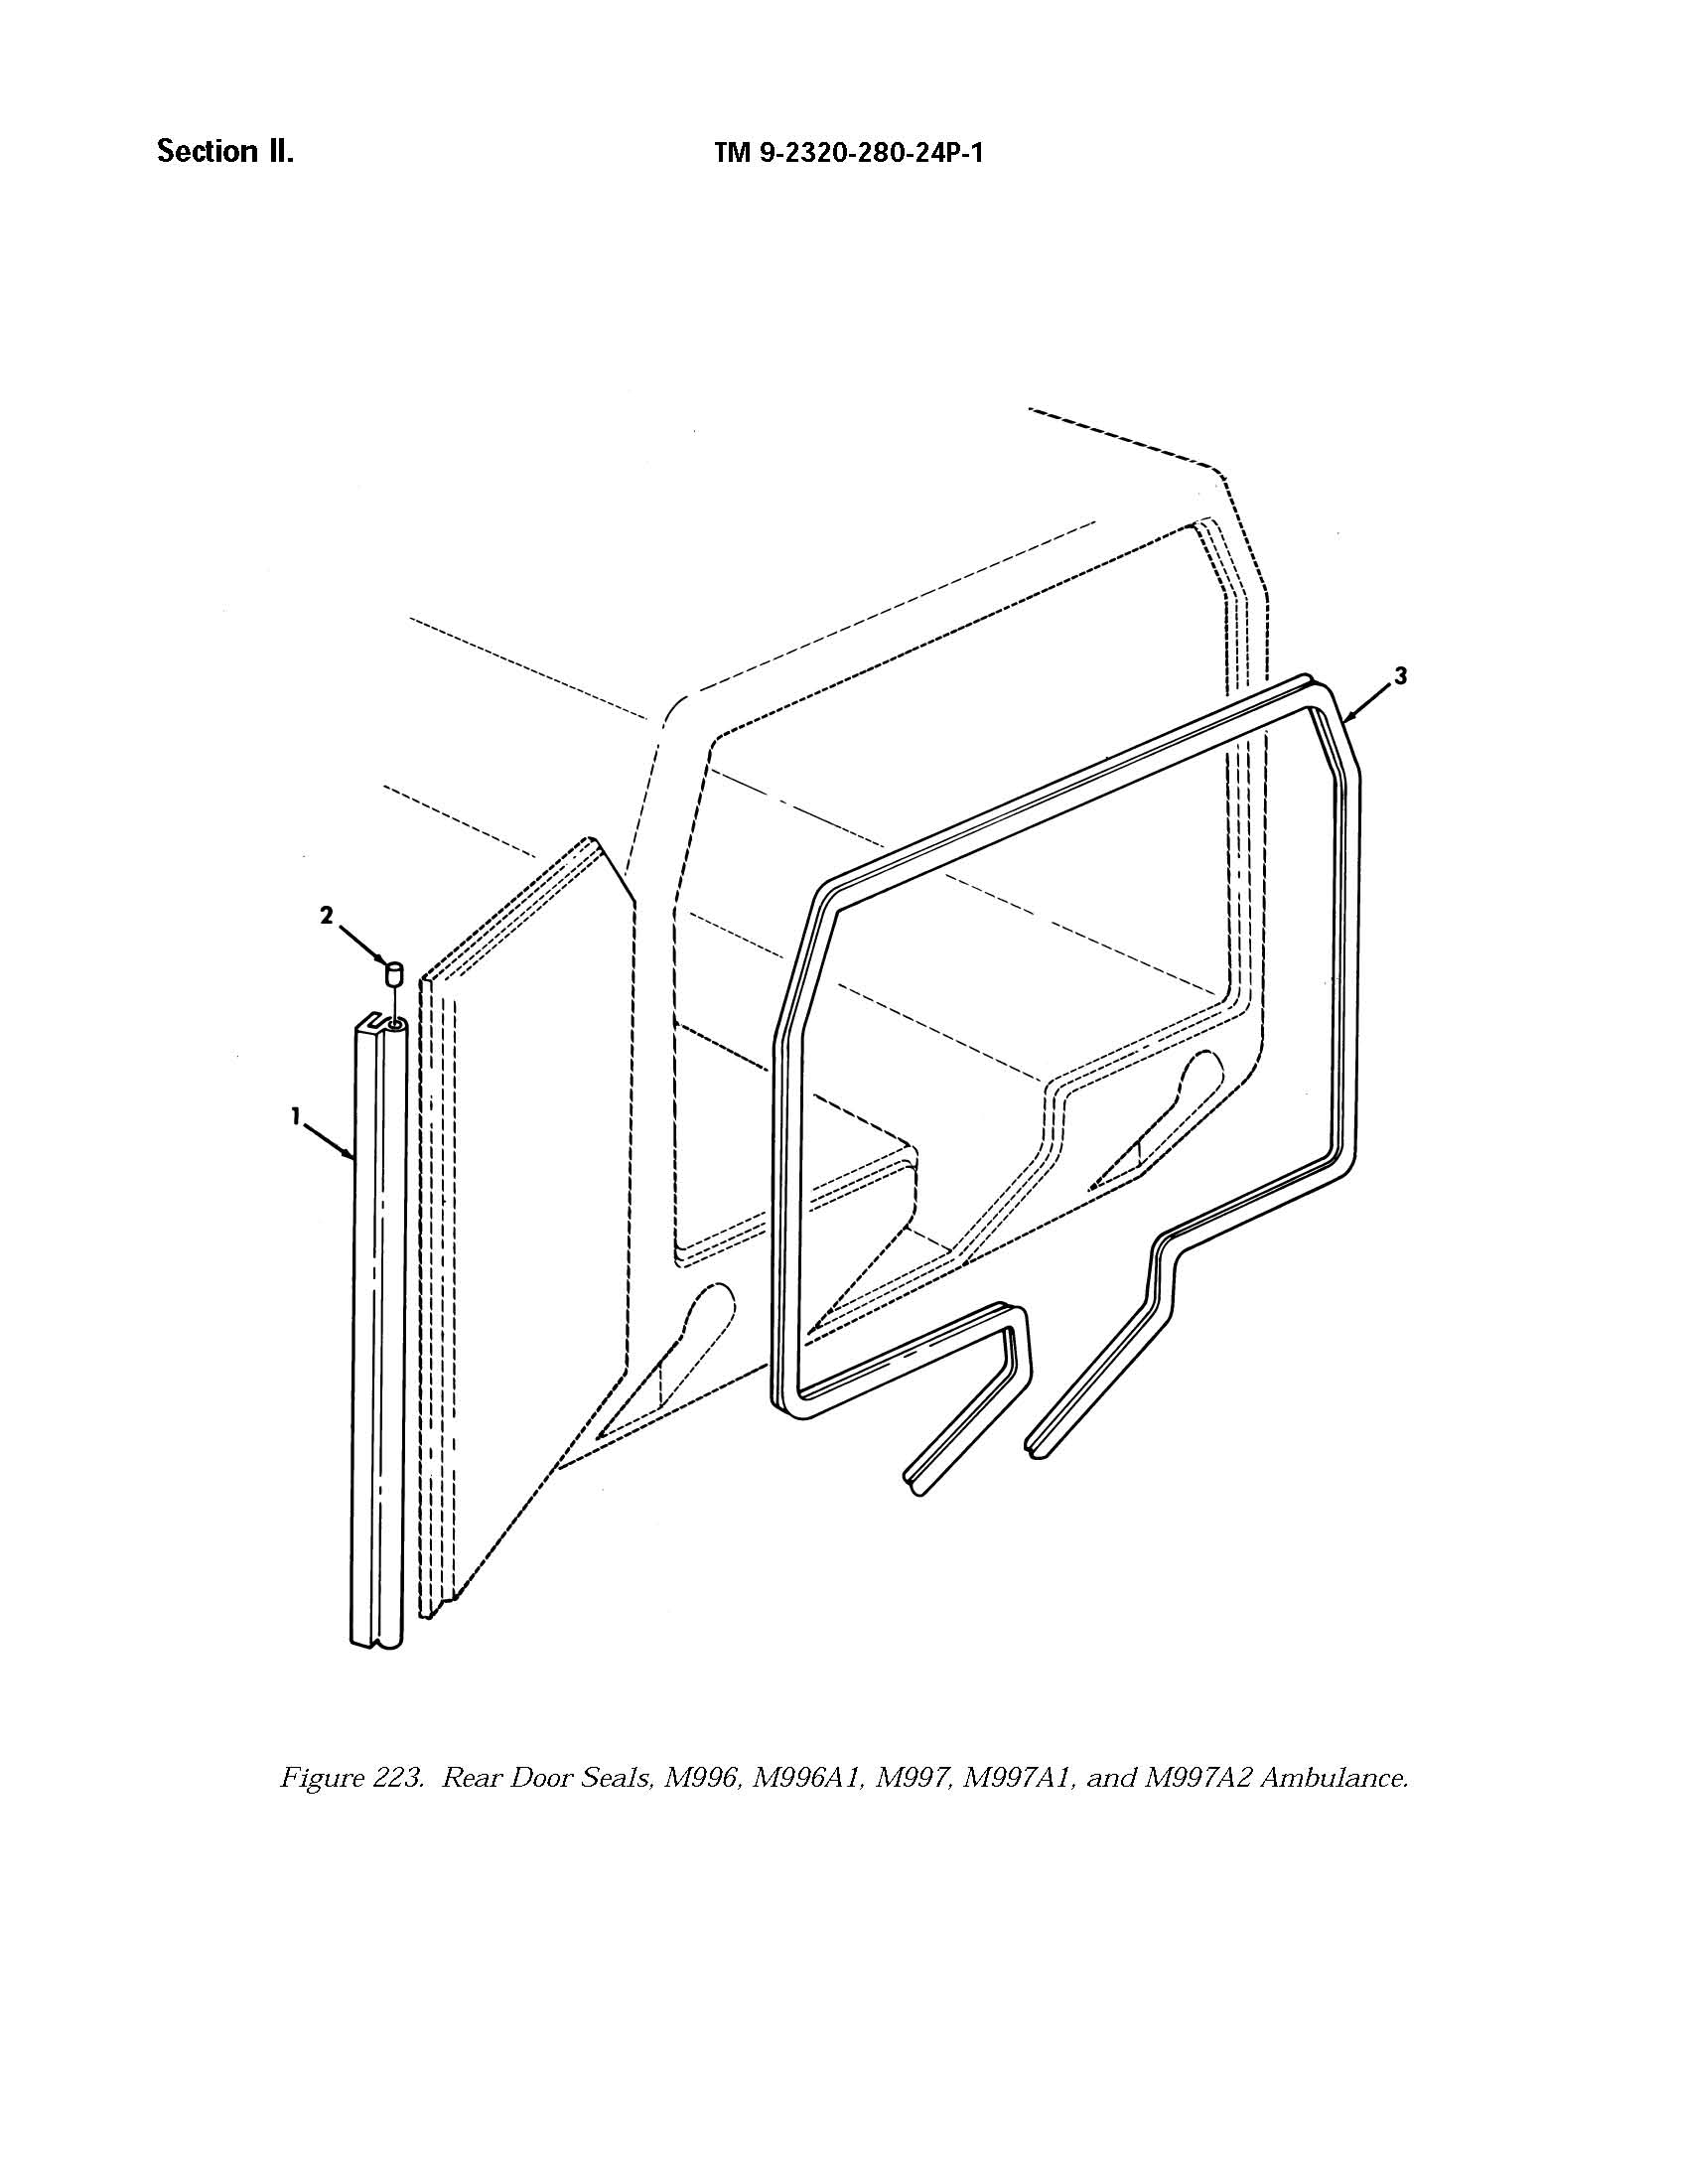 Section II.
TM 9-2320-280-24P-1
3
2
1
Figure 223. Rear Door Seals, M996, M996A1, M997, M997A1, and M997A2 Ambulance.